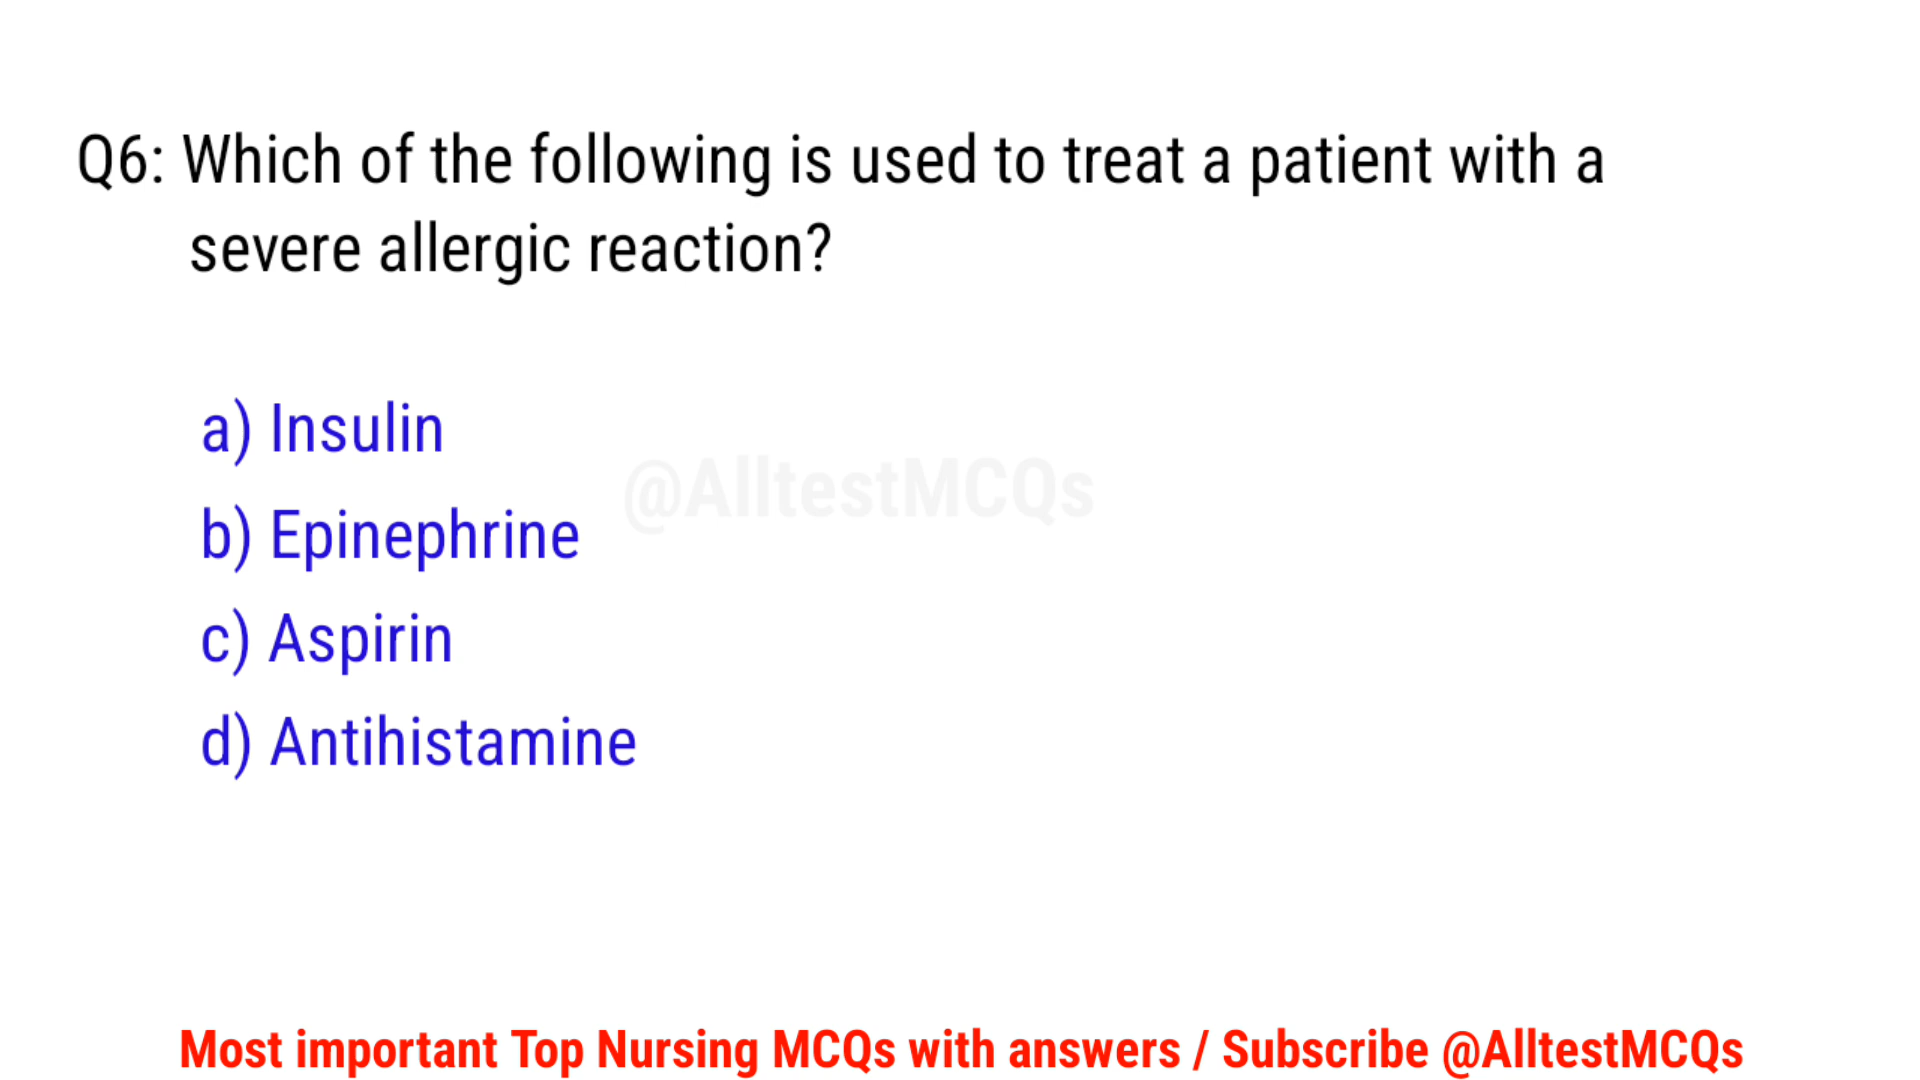 Q6: Which of the following is used to treat a patient with a
severe allergic reaction?
a) Insulin
@AlltestMCQs
b) Epinephrine
c) Aspirin
d) Antihistamine
Most important Top Nursing MCQs with answers / Subscribe @AlltestMCQs